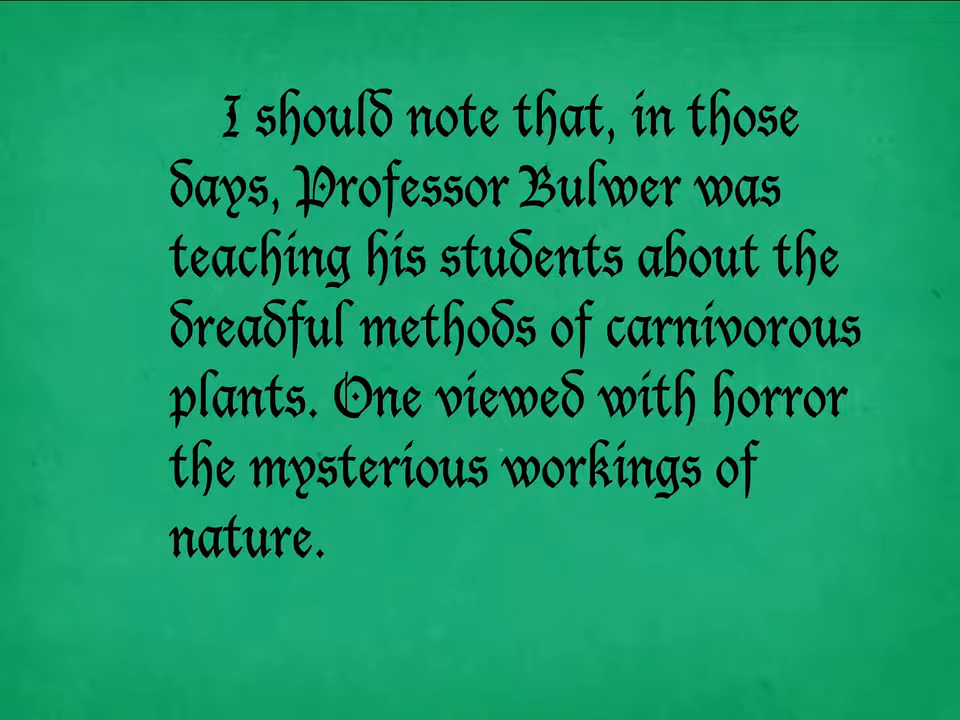 I should note that, in those
days, Professor Bulwer was
teaching his students about the
dreadful methods of carnivorous
plants. One viewed with horror
the mysterious workings of
nature.